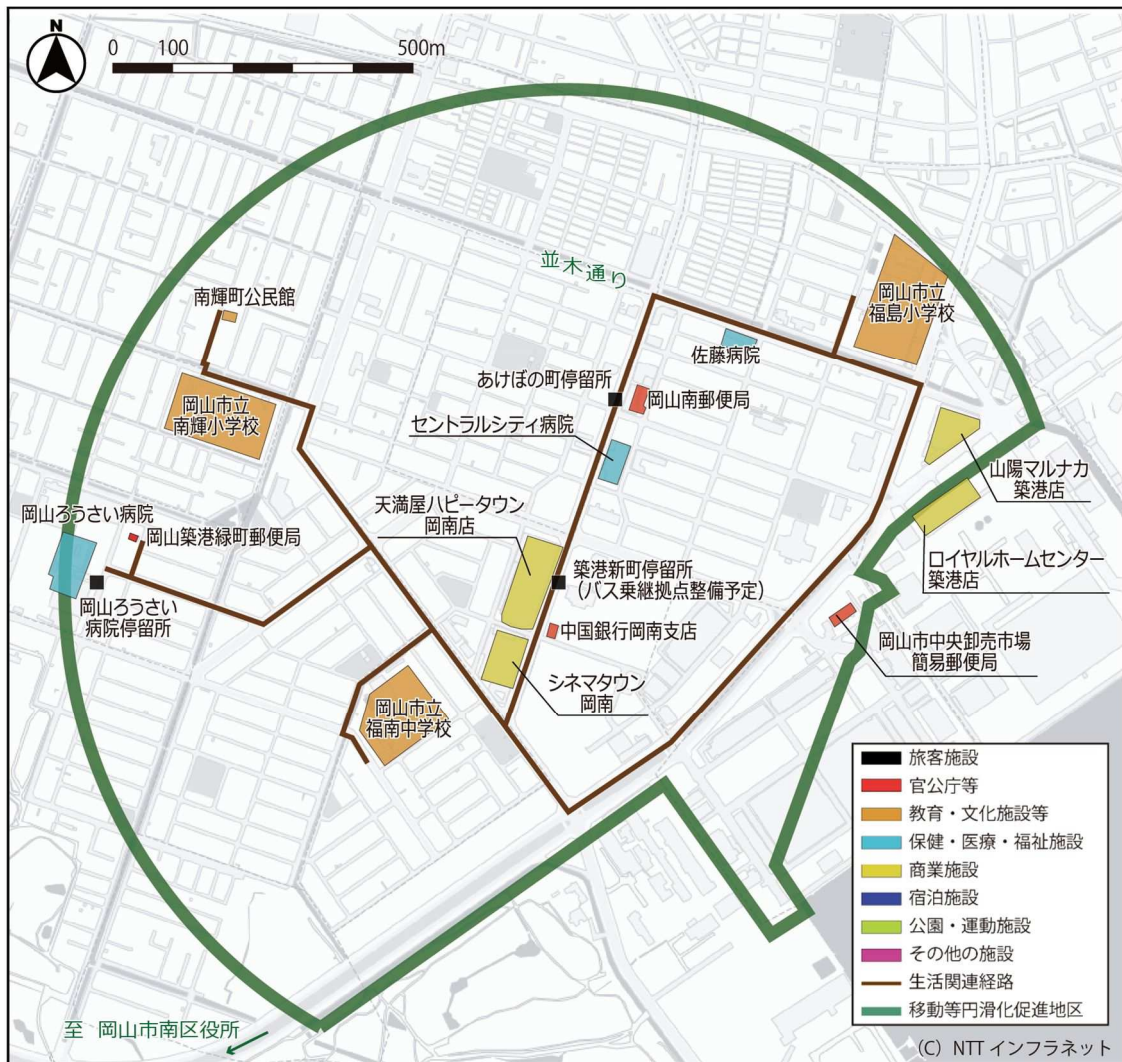 N
0 100 500m
並木通り
南輝町公民館
岡山市立
福島小学校
佐藤病院
あけぼの町停留所
岡山南郵便局
岡山市立
南輝小学校
セントラルシティ病院
山陽マルナカ
築港店
天満屋ハピータウン
岡南店
岡山ろうさい病院
岡山築港緑町郵便局
ロイヤルホームセンター
築港店
築港新町停留所
(バス乗継拠点整備予定)
岡山ろうさい
病院停留所
中国銀行岡南支店
岡山市中央卸売市場
簡易郵便局
シネマタウン
岡南
岡山市立
福南中学校
旅客施設
官公庁等
教育・文化施設等
保健・医療・福祉施設
商業施設
宿泊施設
公園・運動施設
その他の施設
生活関連経路
移動等円滑化促進地区
至 岡山市南区役所
(C) NTT インフラネット